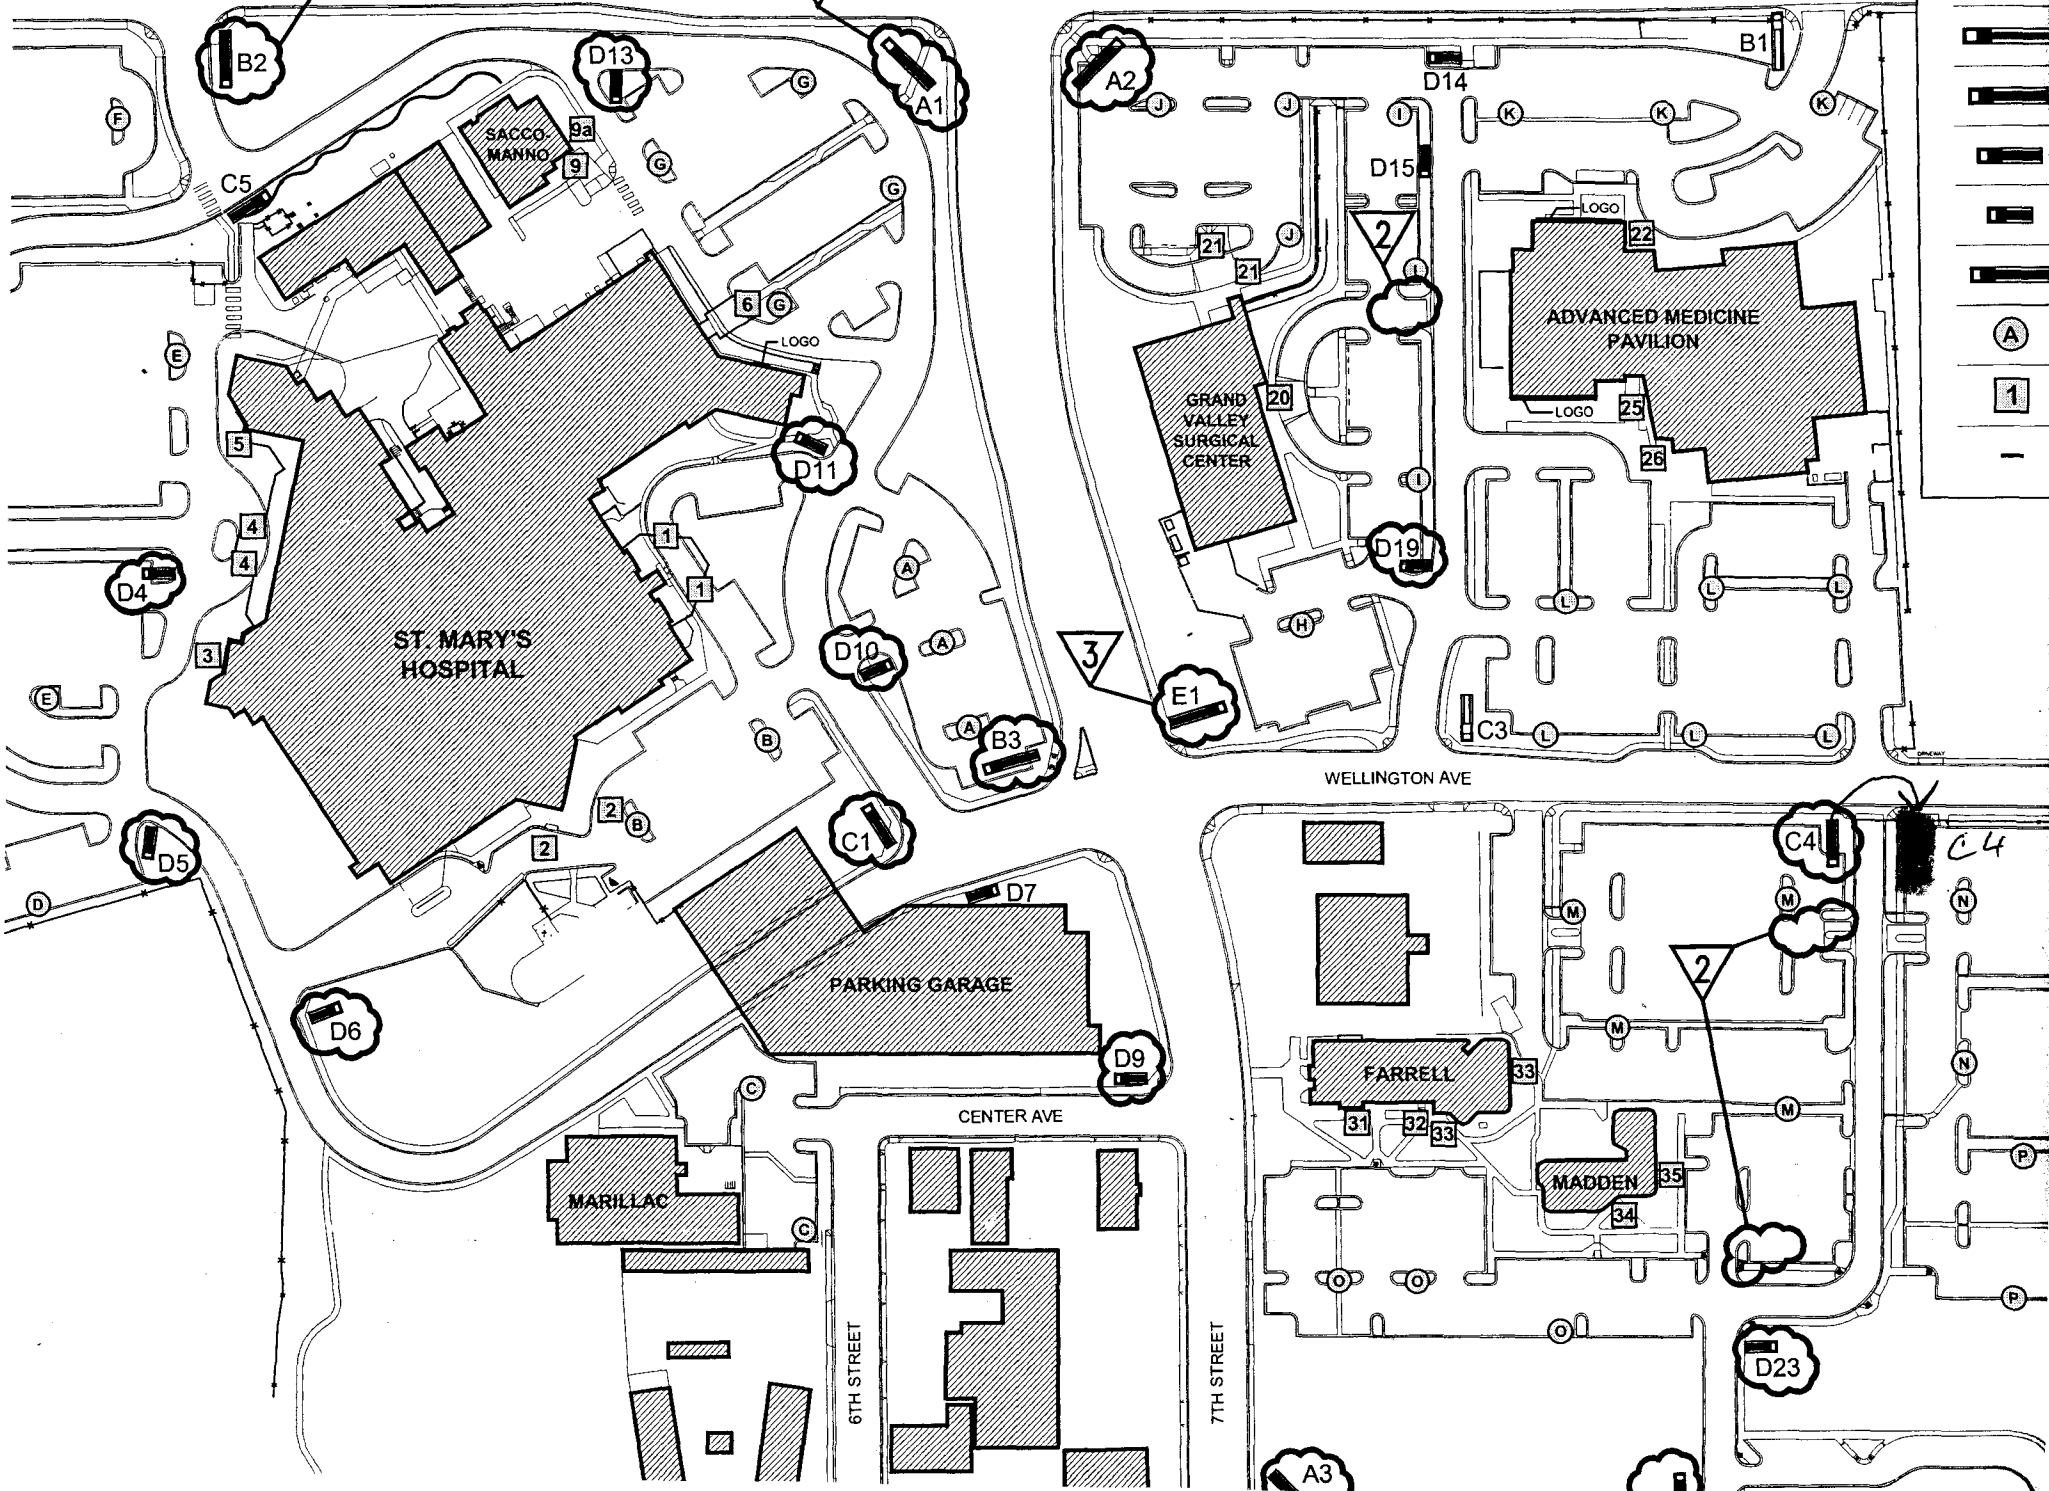 B2
D13
G
A1
A2
J
J
D14
B1
I
K
K
K
F
SACCO-
MANNO
9a
9
G
G
C5
D15
2
LOGO
22
J
21
21
I
A
6
G
LOGO
ADVANCED MEDICINE
PAVILION
E
1
GRAND
VALLEY
SURGICAL
CENTER
20
LOGO
25
26
5
D11
I
4
4
1
1
D19
A
D4
L
L
L
ST. MARY'S
HOSPITAL
3
D10
A
H
3
E1
E
B
A
B3
C3
L
L
L
DRIVEWAY
WELLINGTON AVE
2
B
2
C1
C4
C4
D5
D
D7
M
M
N
2
PARKING GARAGE
D6
M
D9
FARRELL
33
N
C
CENTER AVE
31
32
33
M
P
MARILLAC
MADDEN
35
34
C
O
O
P
O
6TH STREET
7TH STREET
D23
A3